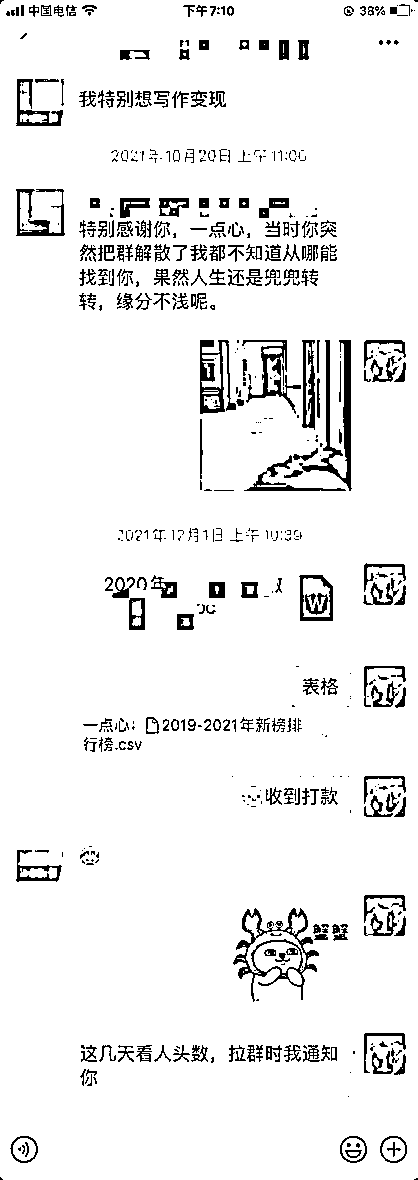 中国电信
下午7:10
38%
我特别想写作变现
2021年10月20日 上午11:06
特别感谢你，一点心，当时你突
然把群解散了我都不知道从哪能
找到你，果然人生还是兜兜转
转，缘分不浅呢。
2021年12月1日 上午10:39
2020年
W
表格
一点心：2019-2021年新榜排
行榜.csv
收到打款
蟹蟹
这几天看人头数，拉群时我通知
你